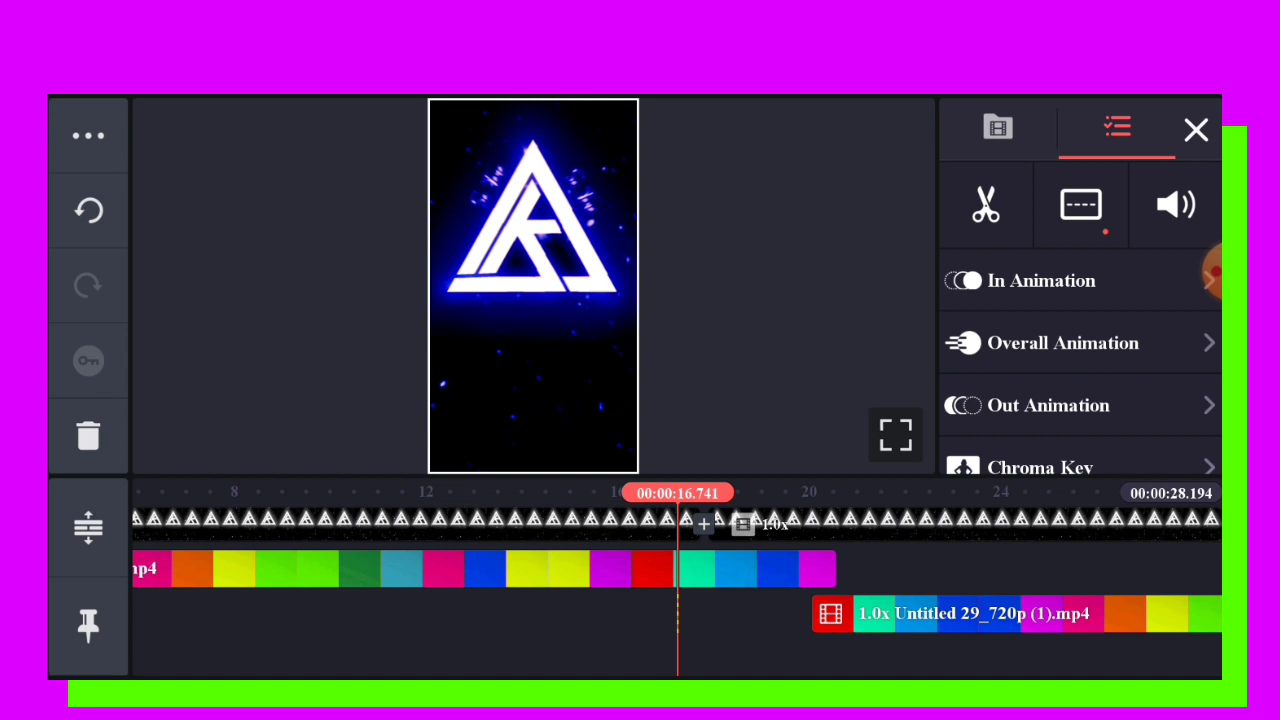 In Animation
Overall Animation
Out Animation
Chroma Key
8
12
00:00:16.741
20
24
00:00:28.194
1.0x
mp4
1.0x Untitled 29_720p (1).mp4